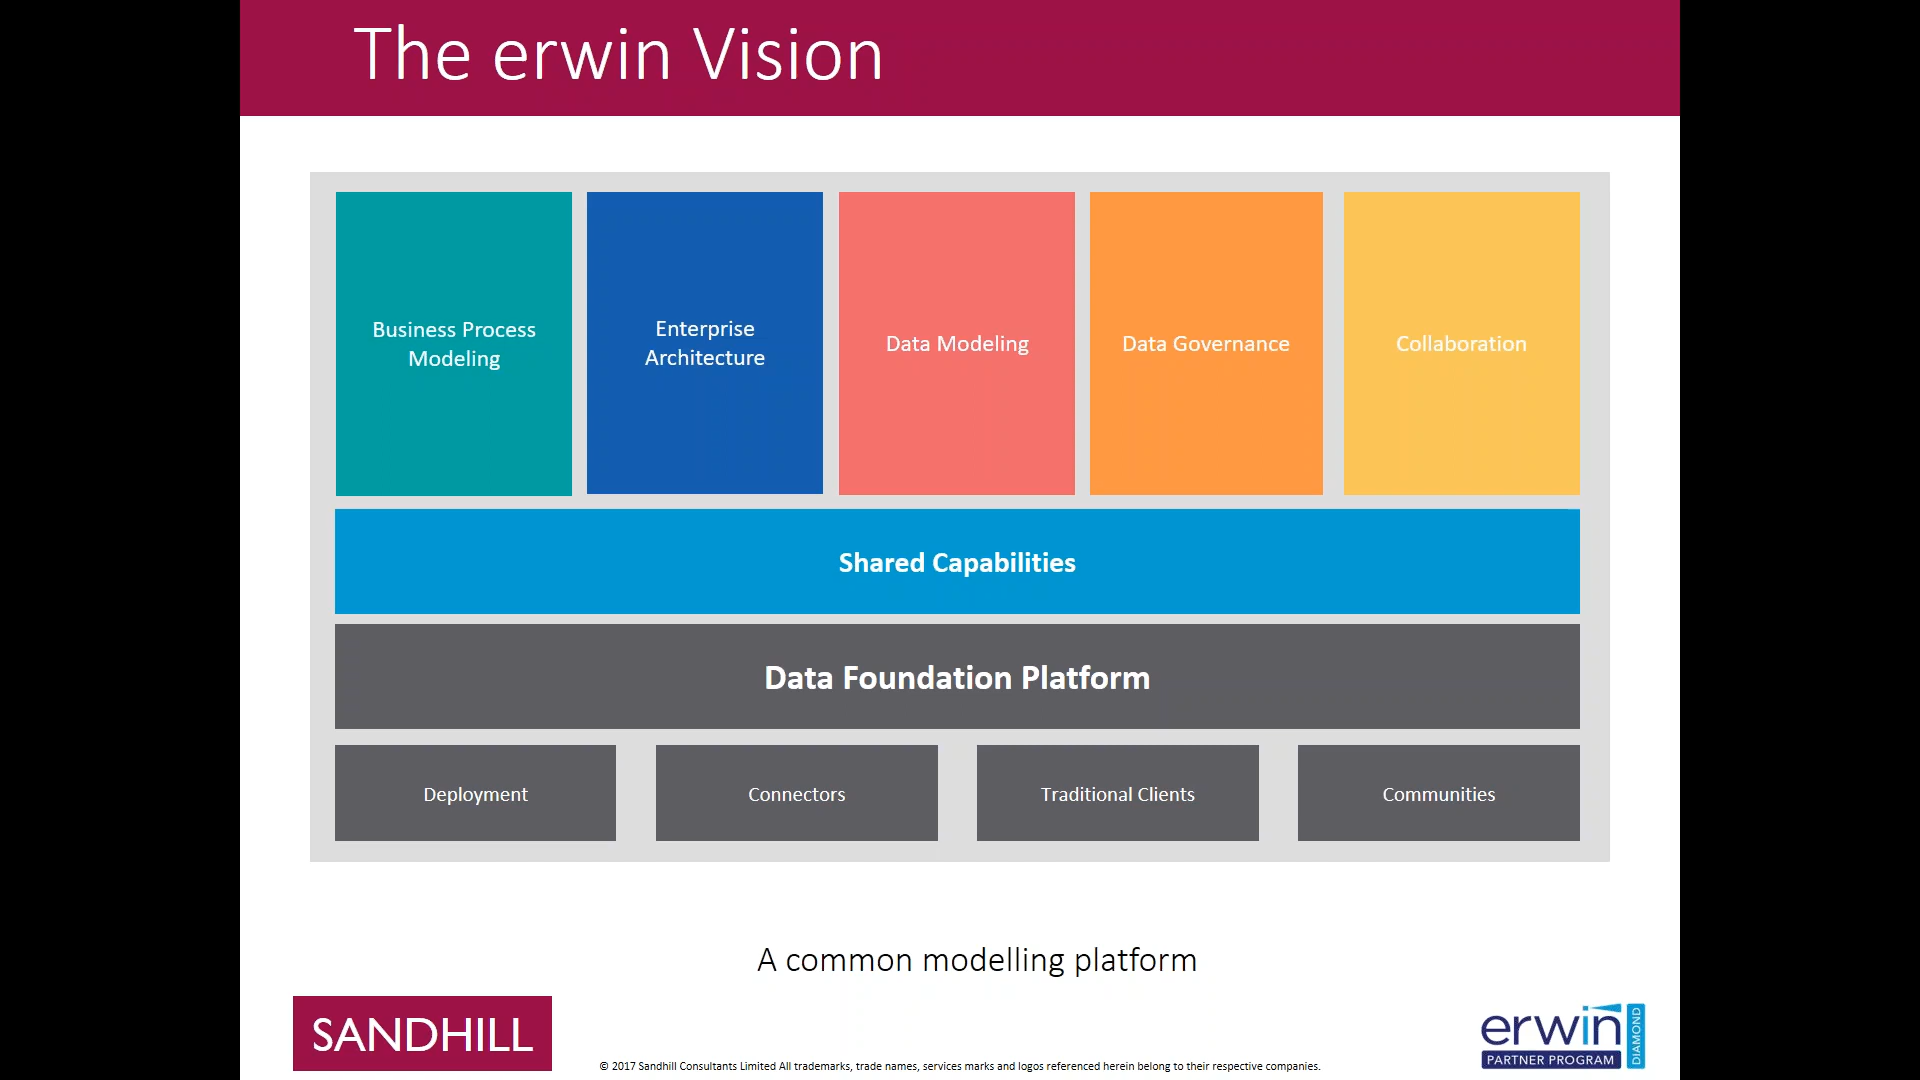 The erwin Vision
Business Process
Modeling
Enterprise
Architecture
Data Modeling
Data Governance
Collaboration
Shared Capabilities
Data Foundation Platform
Deployment
Connectors
Traditional Clients
Communities
A common modelling platform
SANDHILL
© 2017 Sandhill Consultants Limited All trademarks, trade names, services marks and logos referenced herein belong to their respective companies.
erwin
PARTNER PROGRAM
DIAMOND